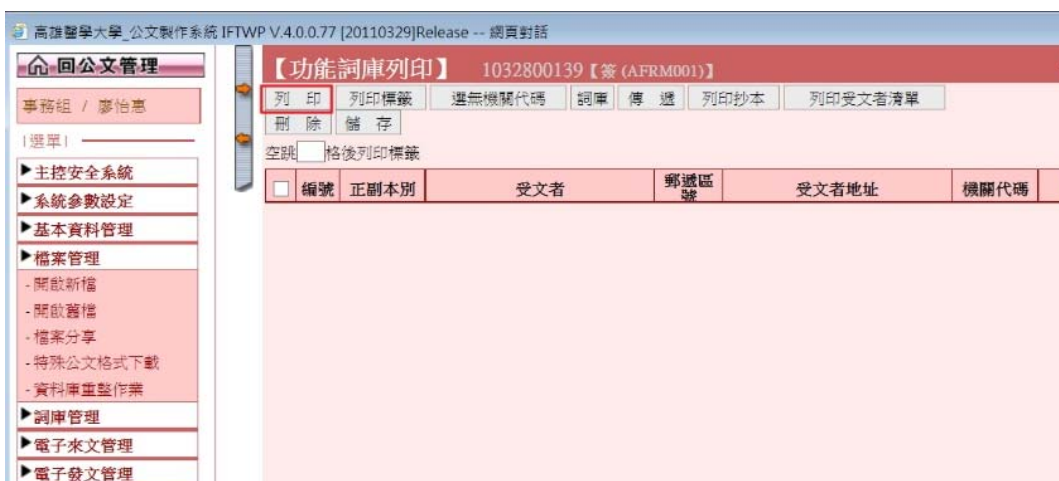 高雄醫學大學_公文製作系統 IFTWP V.4.0.0.77 [20110329]Release -- 網頁對話
回公文管理
事務組 / 廖怡惠
|選單|
▶主控安全系統
▶系統參數設定
▶基本資料管理
▶檔案管理
- 開啟新檔
- 開啟舊檔
- 檔案分享
- 特殊公文格式下載
- 資料庫重整作業
▶詞庫管理
▶電子來文管理
▶電子發文管理
【功能詞庫列印】 1032800139【簽 (AFRM001)】
列 印 列印標籤 選無機關代碼 詞庫 傳 遞 列印抄本 列印受文者清單
刪 除 儲 存
空跳 格後列印標籤
編號 正副本別 受文者 郵遞區號 受文者地址 機關代碼